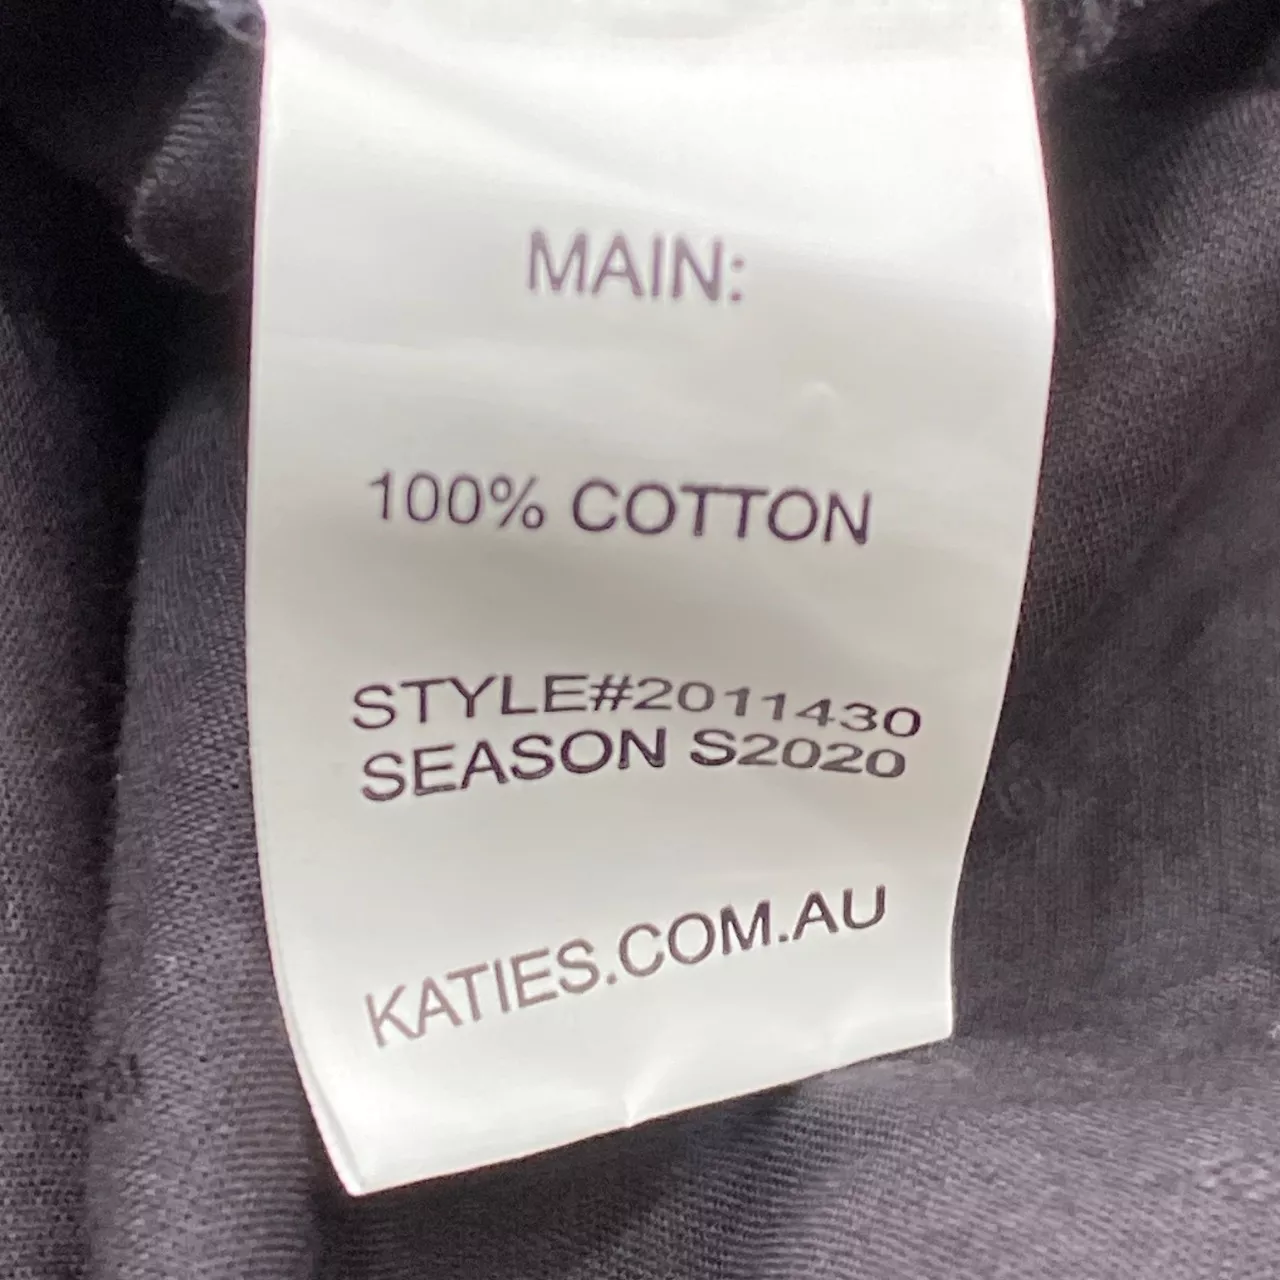 MAIN:
100% COTTON
STYLE#2011430
SEASON S2020
KATIES.COM.AU